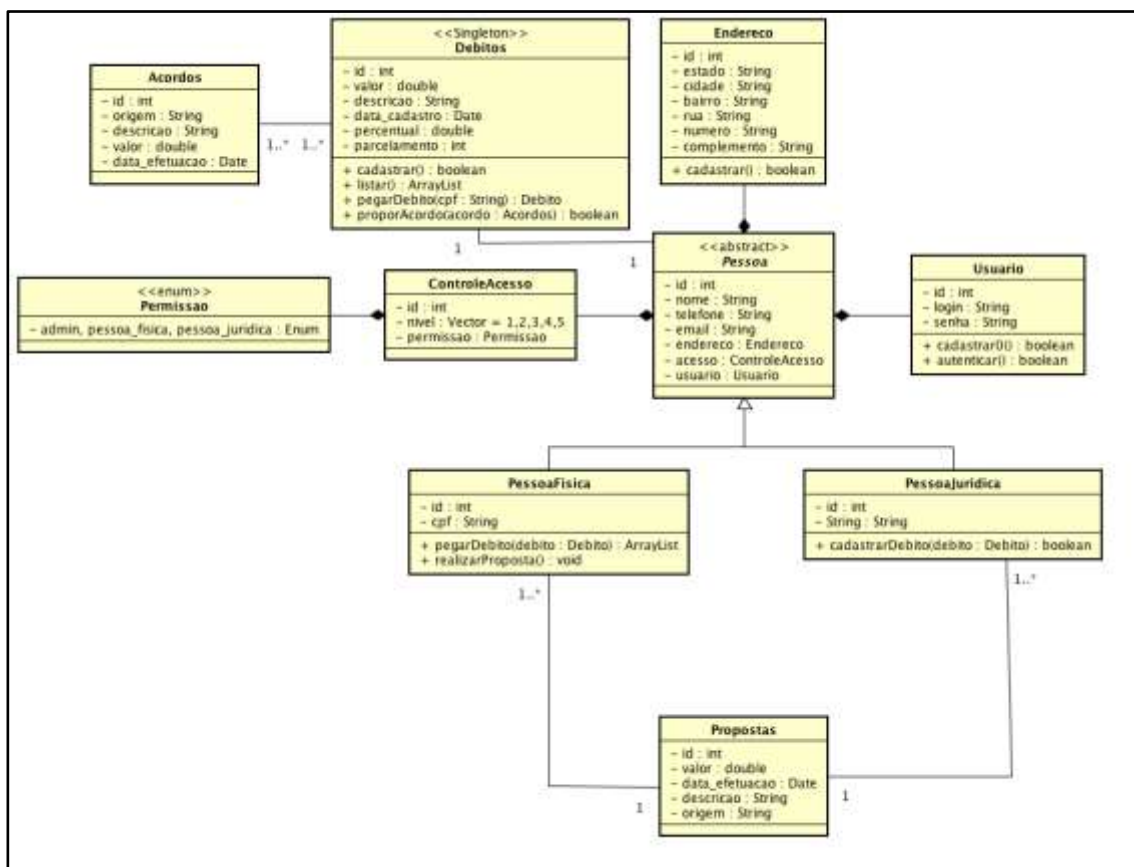 <<Singleton>>
Debitos
- id : int
- valor : double
- descricao : String
- data_cadastro : Date
- percentual : double
- parcelamento : int
+ cadastrar() : boolean
+ listar() : ArrayList
+ pegarDebito(cpf : String) : Debito
+ proporAcordo(acordo : Acordos) : boolean
Endereco
- id : int
- estado : String
- cidade : String
- bairro : String
- rua : String
- numero : String
- complemento : String
+ cadastrar() : boolean
Acordos
- id : int
- origem : String
- descricao : String
- valor : double
- data_efetuacao : Date
1..* 1..*
1
1
<<abstract>>
Pessoa
- id : int
- nome : String
- telefone : String
- email : String
- endereco : Endereco
- acesso : ControleAcesso
- usuario : Usuario
<<enum>>
Permissao
- admin, pessoa_fisica, pessoa_juridica : Enum
ControleAcesso
- id : int
- nivel : Vector = 1,2,3,4,5
- permissao : Permissao
Usuario
- id : int
- login : String
- senha : String
+ cadastrar0() : boolean
+ autenticar() : boolean
PessoaFisica
- id : int
- cpf : String
+ pegarDebito(debito : Debito) : ArrayList
+ realizarProposta() : void
PessoaJuridica
- id : int
- String : String
+ cadastrarDebito(debito : Debito) : boolean
1..*
1..*
Propostas
- id : int
- valor : double
- data_efetuacao : Date
- descricao : String
- origem : String
1
1